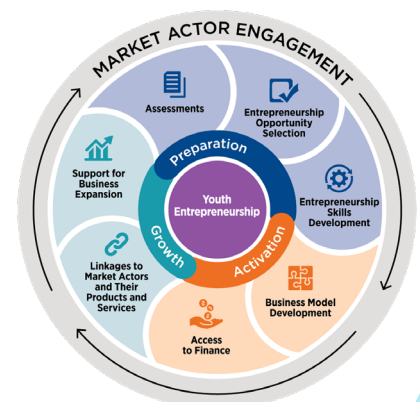 MARKET ACTOR ENGAGEMENT
Assessments
Entrepreneurship
Opportunity
Selection
Entrepreneurship
Skills
Development
Business Model
Development
Access
to Finance
Linkages to
Market Actors
and Their
Products and
Services
Support for
Business
Expansion
Preparation
Activation
Growth
Youth
Entrepreneurship